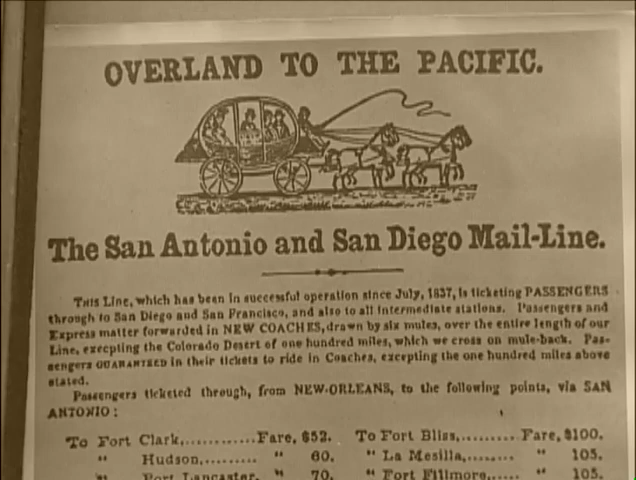 OVERLAND TO THE PACIFIC.
The San Antonio and San Diego Mail-Line.
THIS Line, which has been in successful operation since July, 1857, is ticketing PASSENGERS
through to San Diego and San Francisco, and also to all intermediate stations. Passengers and
Express matter forwarded in NEW COACHES, drawn by six mules, over the entire length of our
Line, excepting the Colorado Desert of one hundred miles, which we cross on mule-back. Pas-
sengers GUARANTEED in their tickets to ride in Coaches, excepting the one hundred miles above
stated.
Passengers ticketed through, from NEW-ORLEANS, to the following points, via SAN
ANTONIO:
To Fort Clark,............Fare, $52. To Fort Bliss,......... Fare, $100.
" Hudson,......... " 60. " La Mesilla,....... " 105.
" Port Lancaster, " 70. " Fort Fillmore,..... " 105.